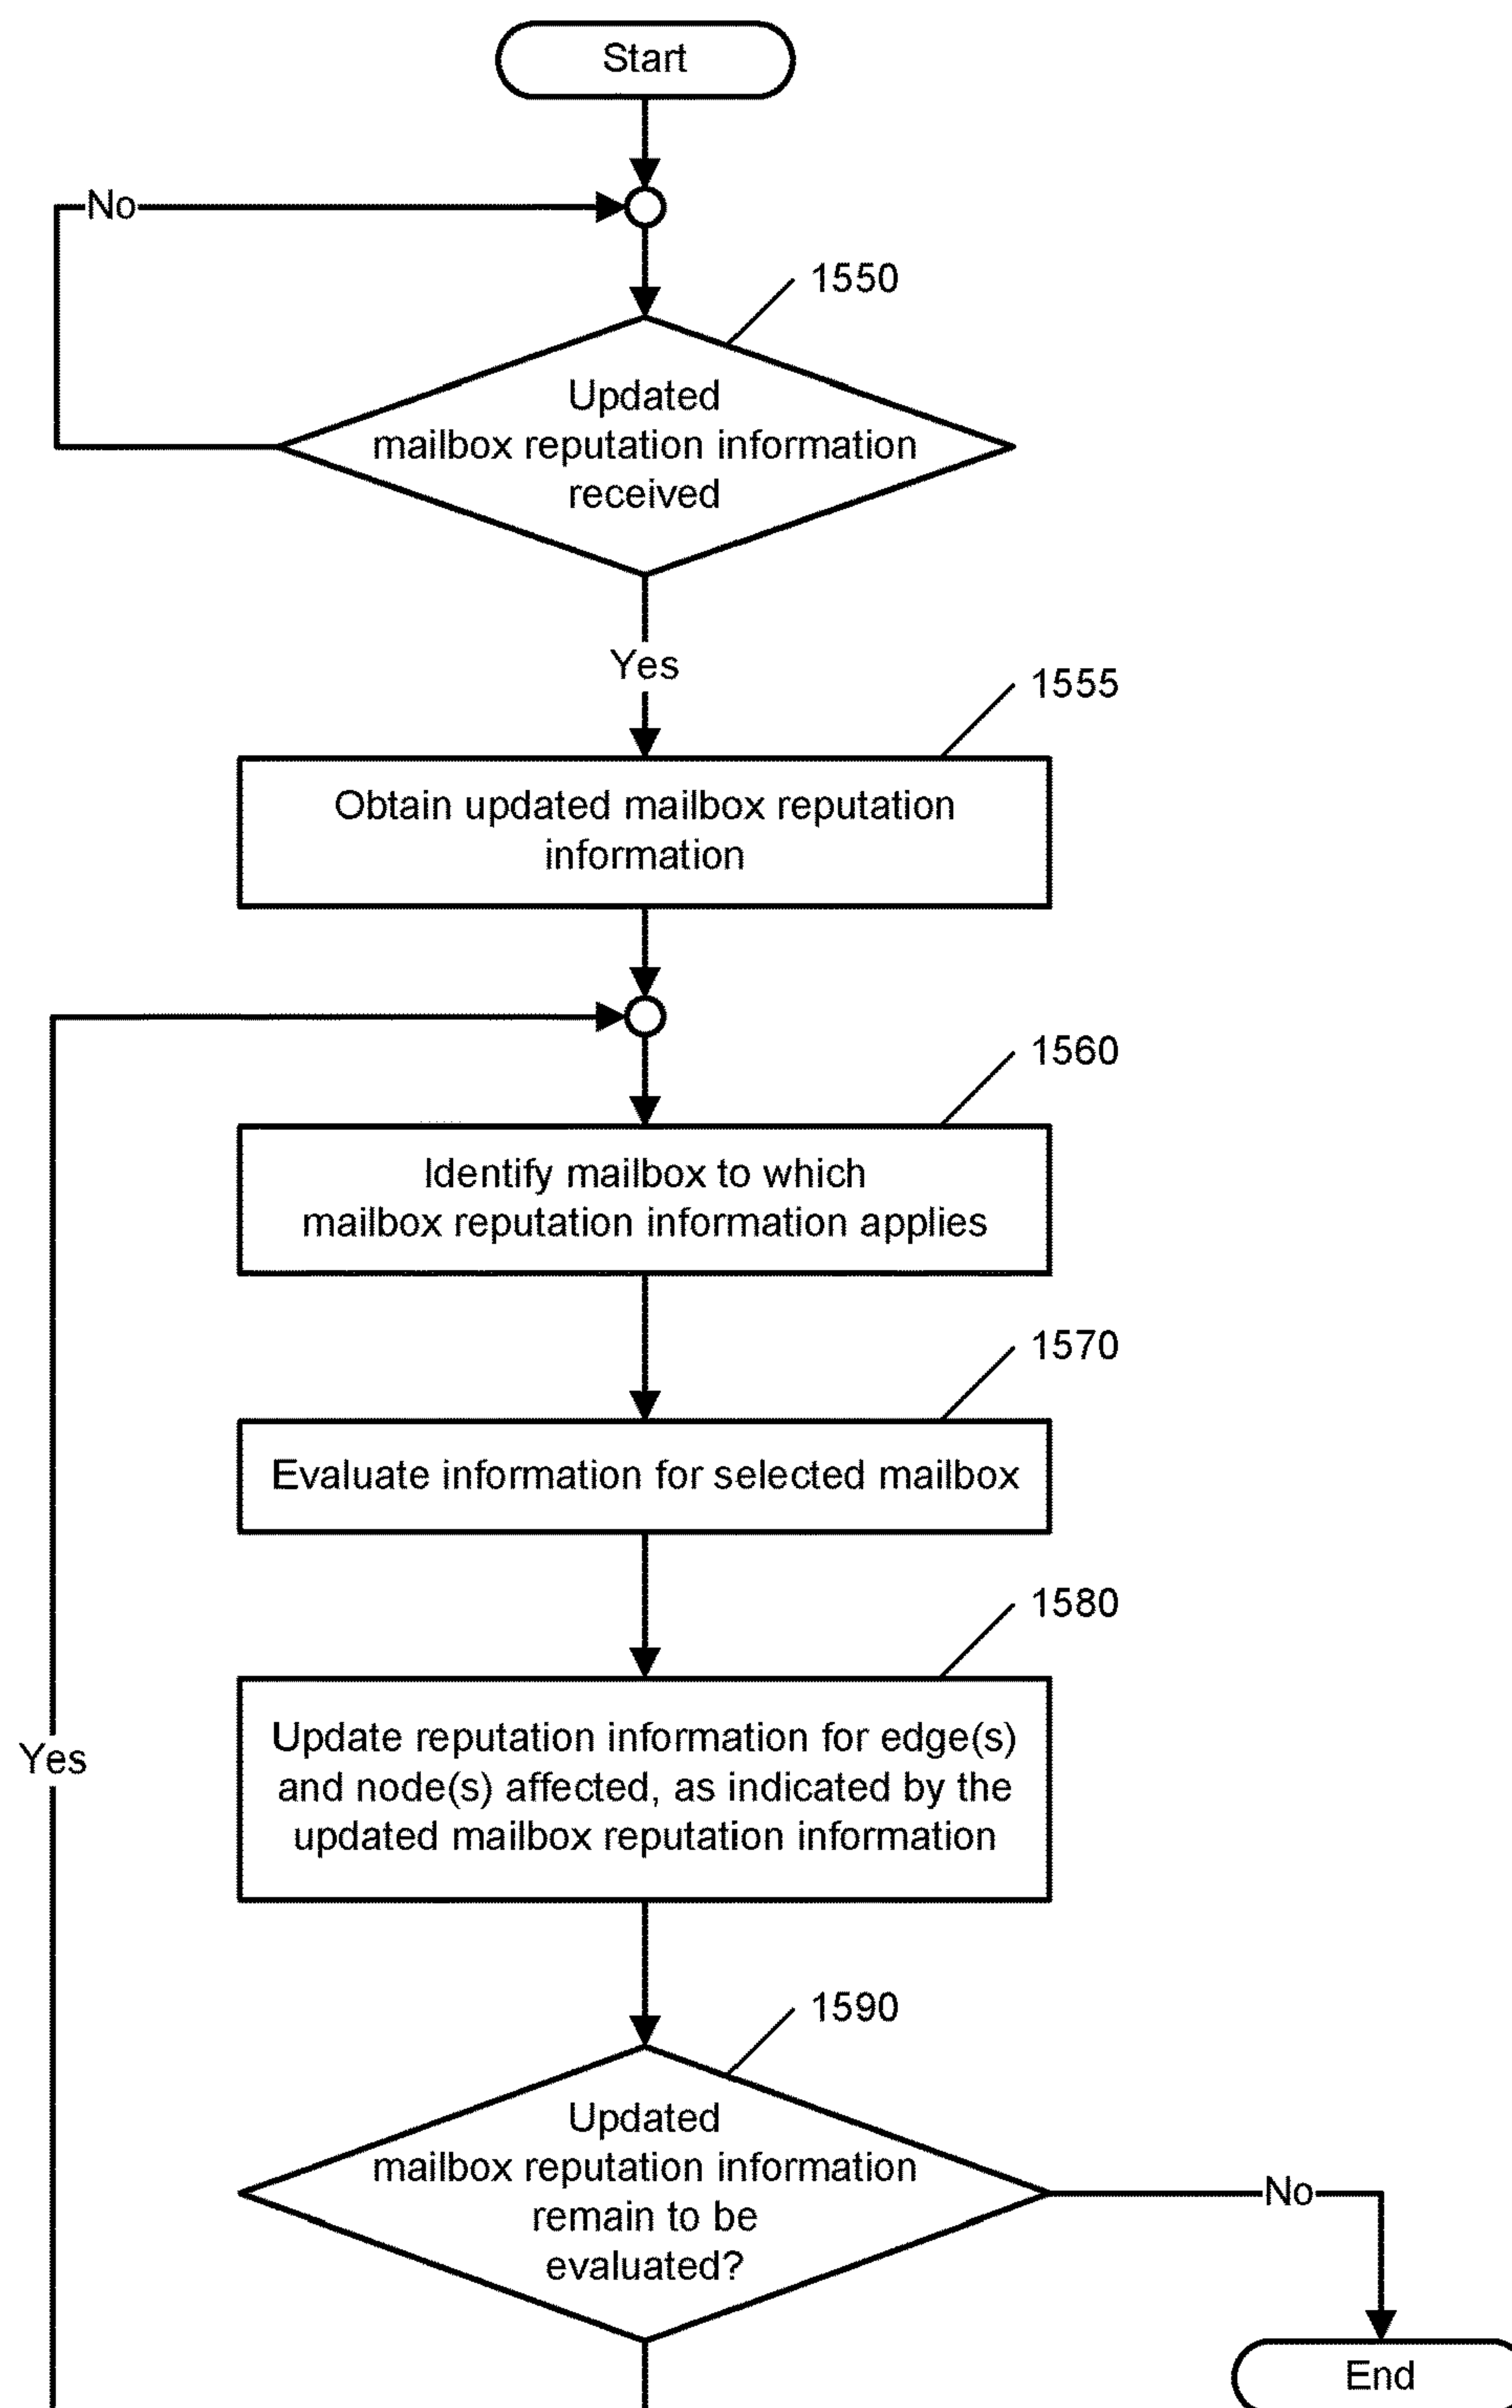 Start
No
1550
Updated
mailbox reputation information
received
Yes
1555
Obtain updated mailbox reputation
information
1560
Identify mailbox to which
mailbox reputation information applies
1570
Evaluate information for selected mailbox
1580
Update reputation information for edge(s)
and node(s) affected, as indicated by the
updated mailbox reputation information
Yes
1590
Updated
mailbox reputation information
remain to be
evaluated?
No
End